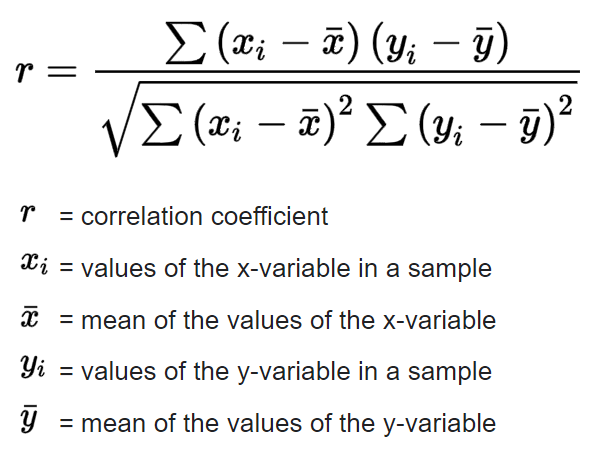 r = ∑ (xᵢ − x̄) (yᵢ − ȳ) / √ ∑ (xᵢ − x̄)² ∑ (yᵢ − ȳ)²
r = correlation coefficient
xᵢ = values of the x-variable in a sample
x̄ = mean of the values of the x-variable
yᵢ = values of the y-variable in a sample
ȳ = mean of the values of the y-variable